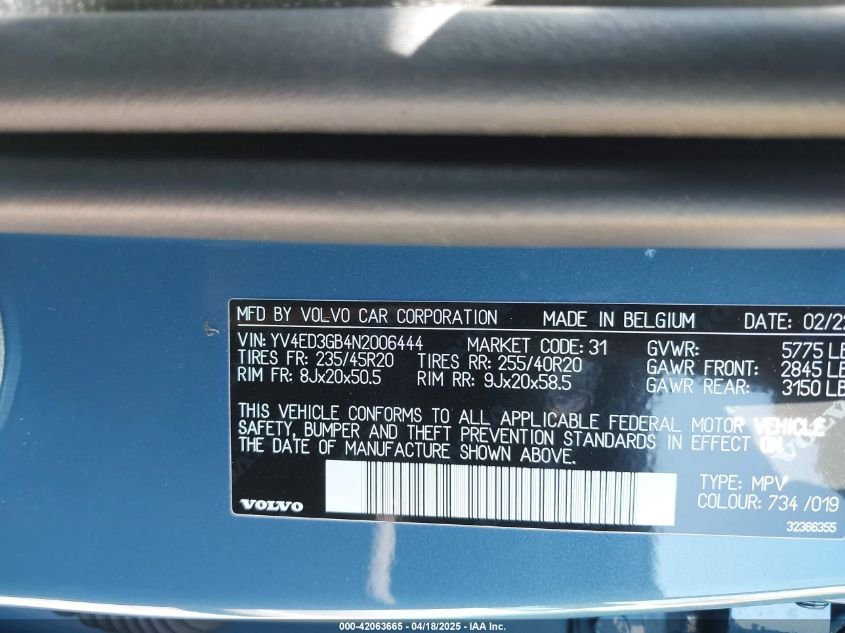 MFD BY VOLVO CAR CORPORATION MADE IN BELGIUM DATE: 02/22
VIN: YV4ED3GB4N2006444 MARKET CODE: 31 GVWR: 5775 LB
TIRES FR: 235/45R20 TIRES RR: 255/40R20 GAWR FRONT: 2845 LB
RIM FR: 8Jx20x50.5 RIM RR: 9Jx20x58.5 GAWR REAR: 3150 LB
THIS VEHICLE CONFORMS TO ALL APPLICABLE FEDERAL MOTOR VEHICLE
SAFETY, BUMPER AND THEFT PREVENTION STANDARDS IN EFFECT ON
THE DATE OF MANUFACTURE SHOWN ABOVE.
TYPE: MPV
COLOUR: 734 /019
VOLVO
32366355
000-42063665 - 04/18/2025 - IAA Inc.